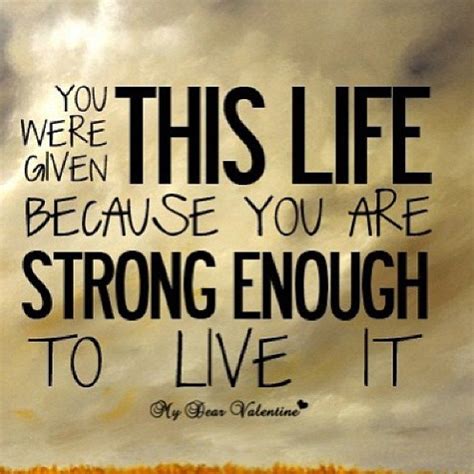 YOU WERE GIVEN THIS LIFE
BECAUSE YOU ARE
STRONG ENOUGH
TO LIVE IT
My Dear Valentine